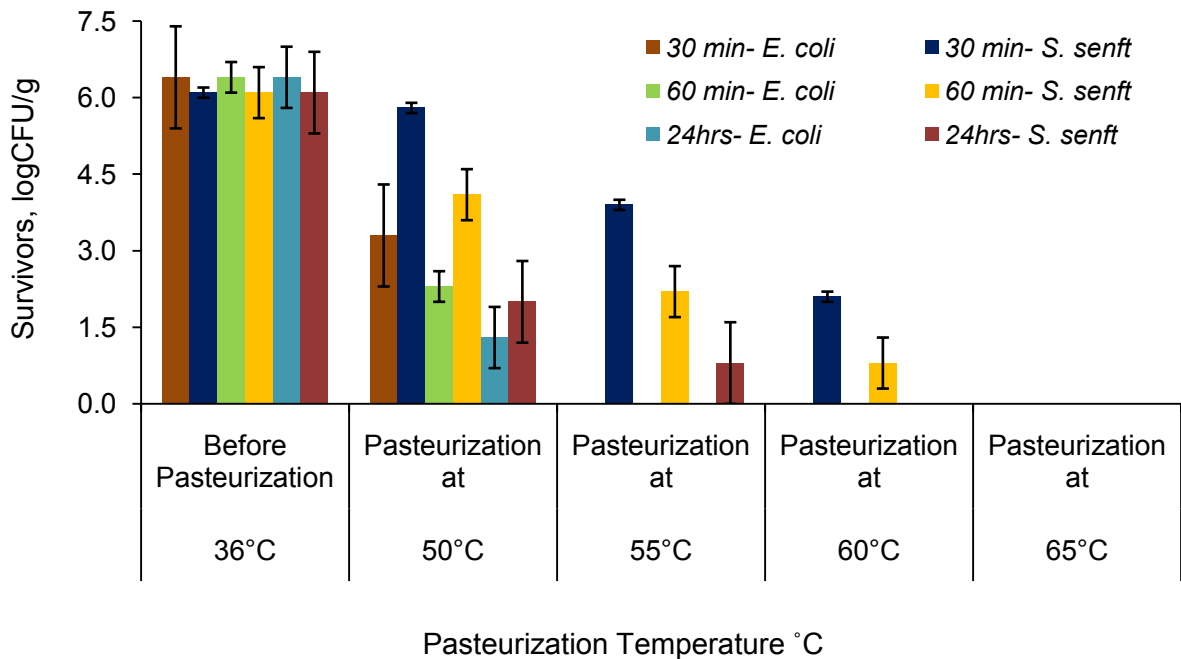 Survivors, logCFU/g
7.5
6.0
4.5
3.0
1.5
0.0
30 min- E. coli
30 min- S. senft
60 min- E. coli
60 min- S. senft
24hrs- E. coli
24hrs- S. senft
Before
Pasteurization
Pasteurization
at
Pasteurization
at
Pasteurization
at
Pasteurization
at
36°C
50°C
55°C
60°C
65°C
Pasteurization Temperature ˚C